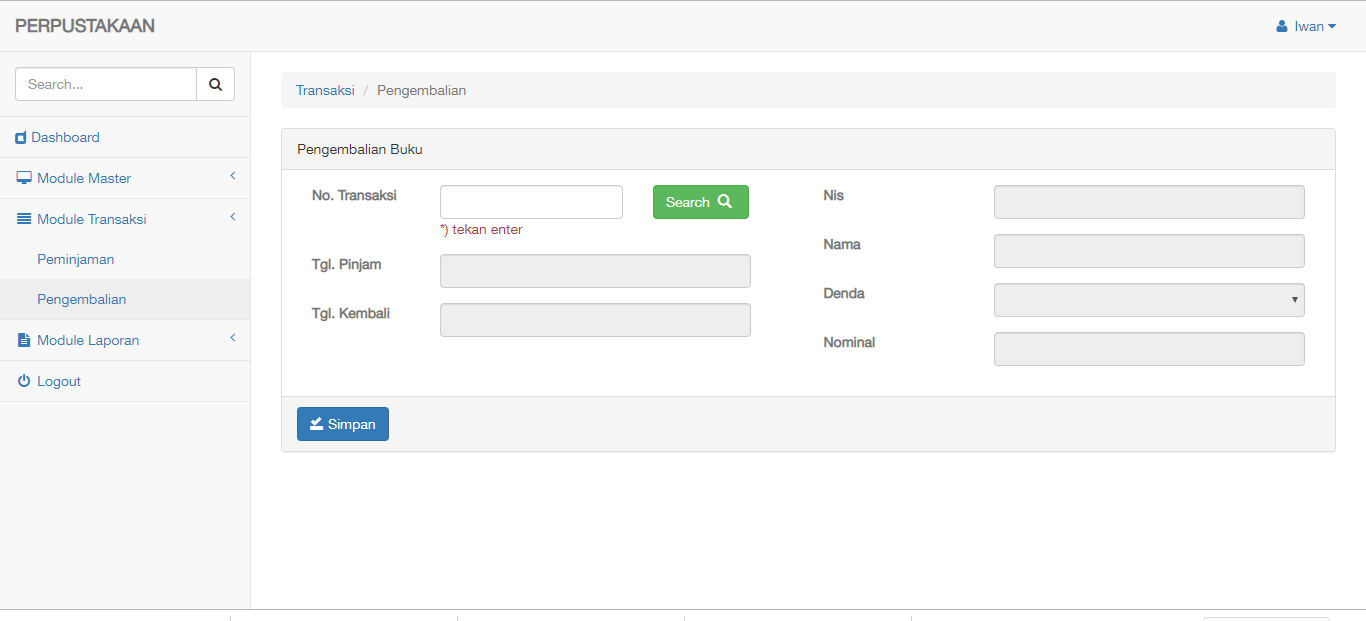 PERPUSTAKAAN
Iwan
Search...
Dashboard
Module Master
Module Transaksi
Peminjaman
Pengembalian
Module Laporan
Logout
Transaksi / Pengembalian
Pengembalian Buku
No. Transaksi
Search
*) tekan enter
Tgl. Pinjam
Tgl. Kembali
Nis
Nama
Denda
Nominal
Simpan